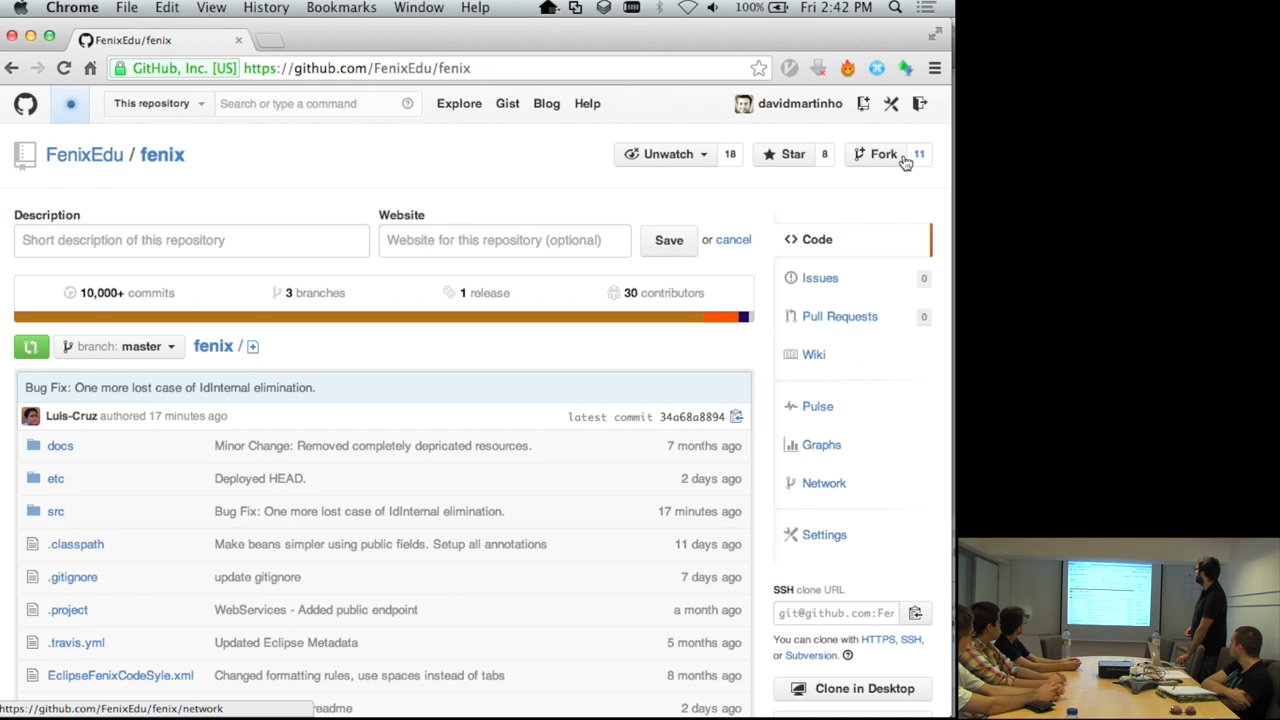 Chrome File Edit View History Bookmarks Window Help 100% Fri 2:42 PM
FenixEdu/fenix
GitHub, Inc. [US] https://github.com/FenixEdu/fenix
This repository Search or type a command Explore Gist Blog Help davidmartinho
FenixEdu / fenix Unwatch 18 Star 8 Fork 11
Description Website
Short description of this repository Website for this repository (optional) Save or cancel
Code
Issues 0
10,000+ commits 3 branches 1 release 30 contributors
Pull Requests 0
branch: master fenix /
Wiki
Bug Fix: One more lost case of IdInternal elimination.
Pulse
Luis-Cruz authored 17 minutes ago latest commit 34a68a8894
docs Minor Change: Removed completely depricated resources. 7 months ago
Graphs
etc Deployed HEAD. 2 days ago
Network
src Bug Fix: One more lost case of IdInternal elimination. 17 minutes ago
Settings
.classpath Make beans simpler using public fields. Setup all annotations 11 days ago
.gitignore update gitignore 7 days ago
SSH clone URL
.project WebServices - Added public endpoint a month ago
git@github.com:Fer
.travis.yml Updated Eclipse Metadata 5 months ago
You can clone with HTTPS, SSH,
or Subversion.
EclipseFenixCodeSyle.xml Changed formatting rules, use spaces instead of tabs 8 months ago
Clone in Desktop
https://github.com/FenixEdu/fenix/network readme 2 days ago